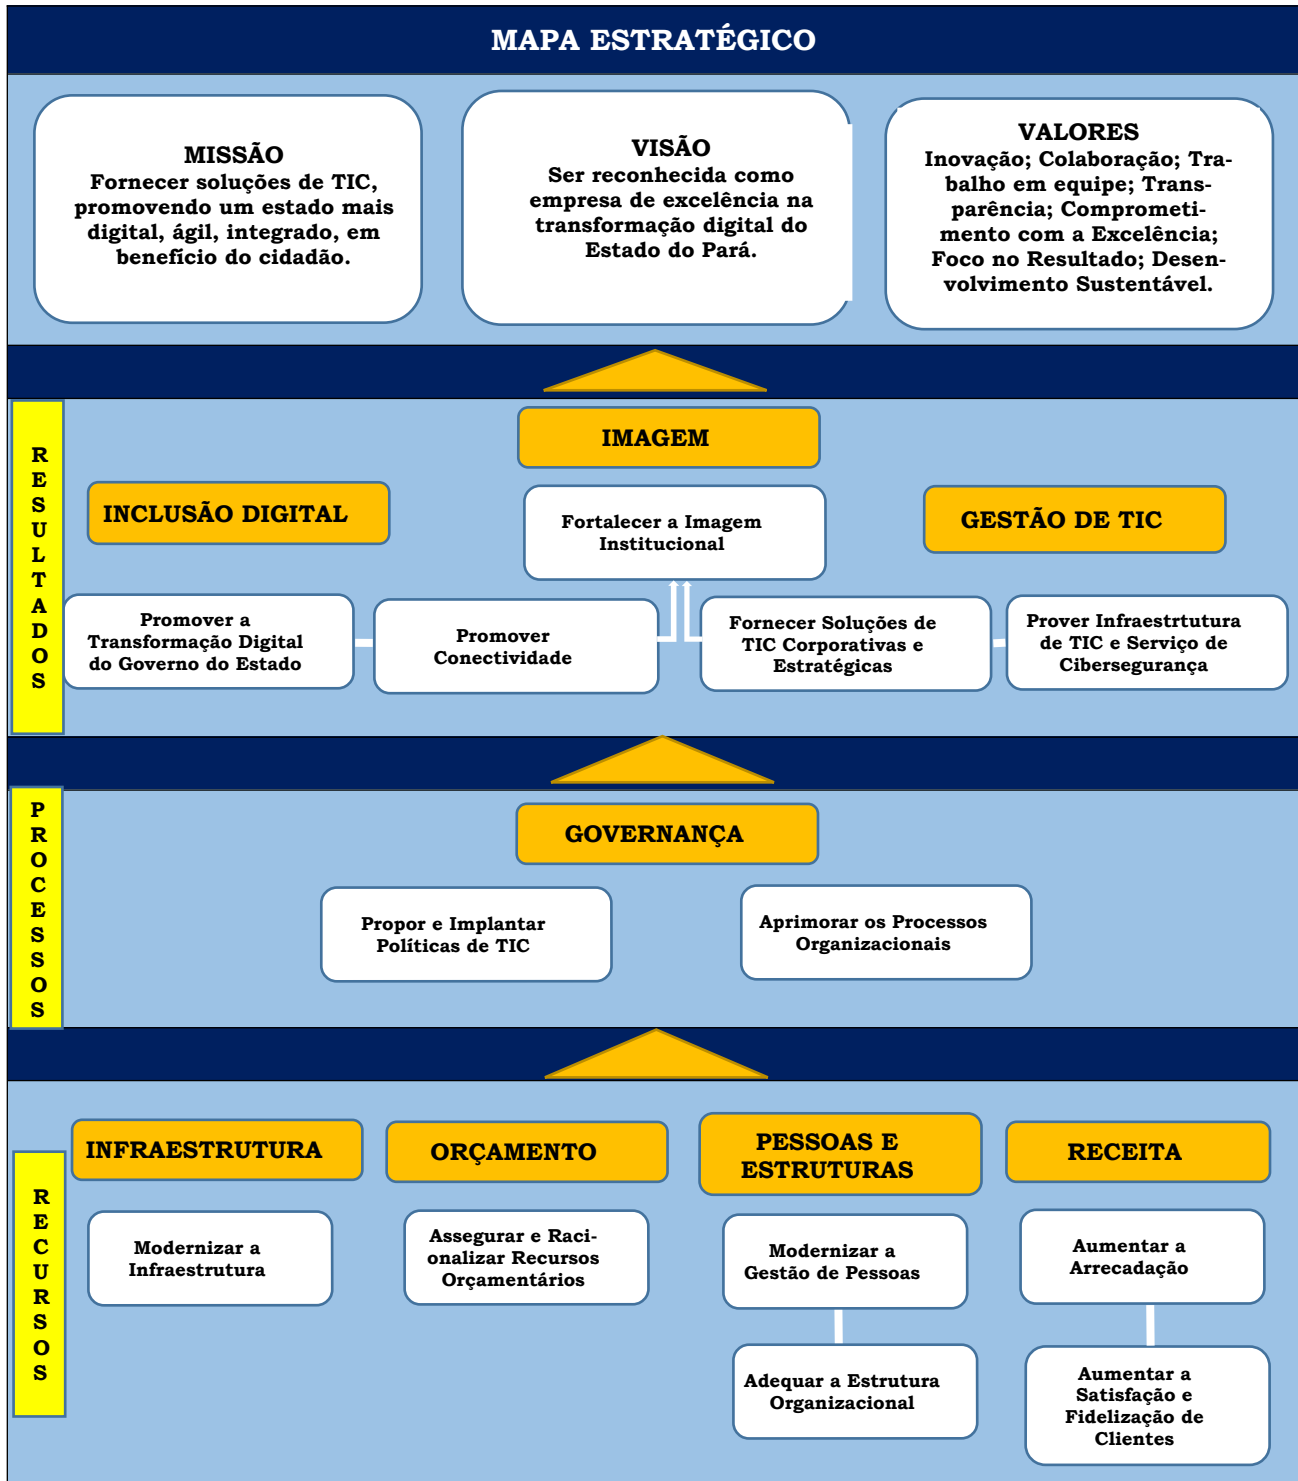 MAPA ESTRATÉGICO
MISSÃO
Fornecer soluções de TIC,
promovendo um estado mais
digital, ágil, integrado, em
benefício do cidadão.
VISÃO
Ser reconhecida como
empresa de excelência na
transformação digital do
Estado do Pará.
VALORES
Inovação; Colaboração; Tra-
balho em equipe; Trans-
parência; Comprometi-
mento com a Excelência;
Foco no Resultado; Desen-
volvimento Sustentável.
RESULTADOS
IMAGEM
INCLUSÃO DIGITAL
Fortalecer a Imagem
Institucional
GESTÃO DE TIC
Promover a
Transformação Digital
do Governo do Estado
Promover
Conectividade
Fornecer Soluções de
TIC Corporativas e
Estratégicas
Prover Infraestrtutura
de TIC e Serviço de
Cibersegurança
PROCESSOS
GOVERNANÇA
Propor e Implantar
Políticas de TIC
Aprimorar os Processos
Organizacionais
RECURSOS
INFRAESTRUTURA
ORÇAMENTO
PESSOAS E
ESTRUTURAS
RECEITA
Modernizar a
Infraestrutura
Assegurar e Raci-
onalizar Recursos
Orçamentários
Modernizar a
Gestão de Pessoas
Aumentar a
Arrecadação
Adequar a Estrutura
Organizacional
Aumentar a
Satisfação e
Fidelização de
Clientes